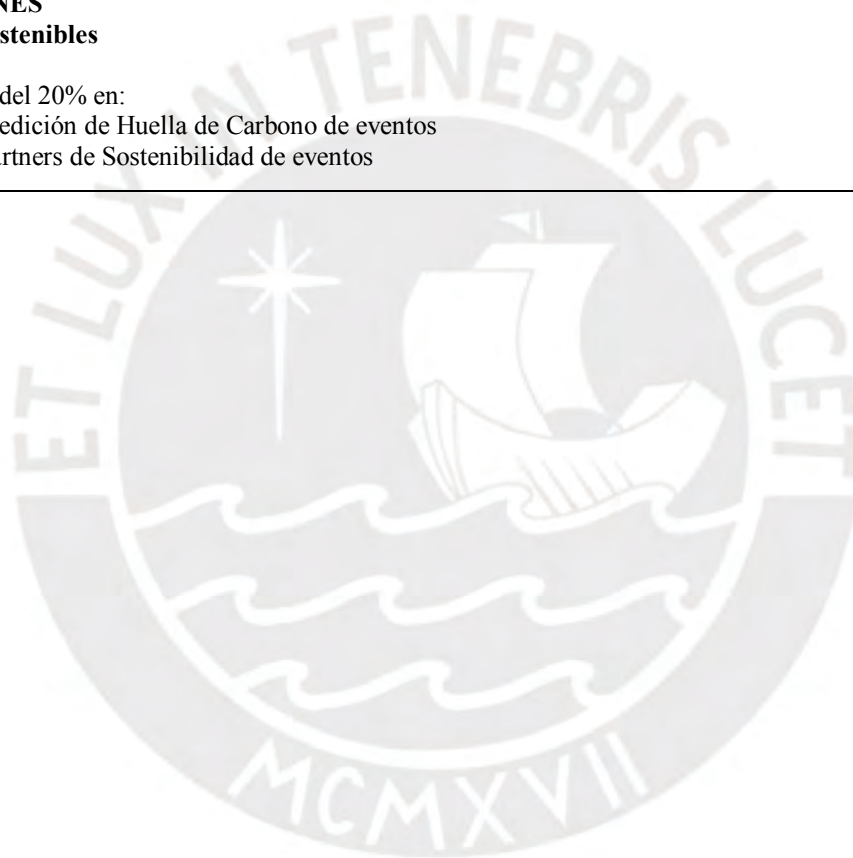 NES
stenibles
del 20% en:
edición de Huella de Carbono de eventos
artners de Sostenibilidad de eventos
ET LUX IN TENEBRIS LUCET
MCMXVII